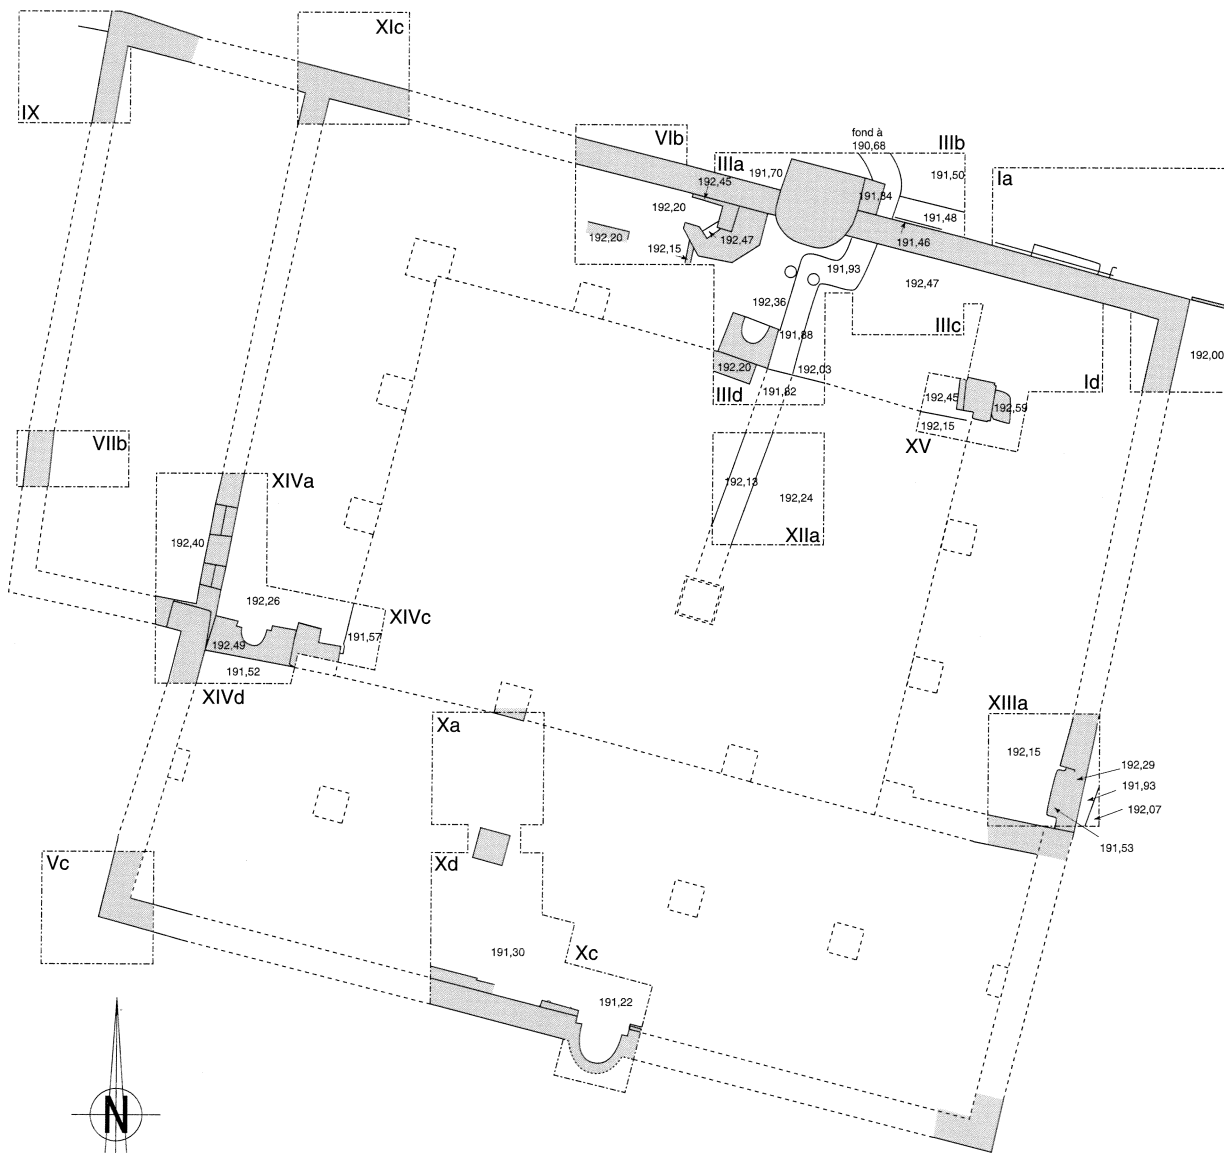 XIc
IX
VIb
fond à
190,68
IIIb
IIIa
191,70
191,50
Ia
192,45
192,20
191,84
191,48
192,20
192,47
191,46
192,15
191,93
192,47
192,36
191,88
IIIc
192,00
192,20
192,03
Id
IIId
191,82
192,45
192,59
192,15
XV
VIIb
XIVa
192,13
192,24
XIIa
192,40
192,26
XIVc
191,57
192,49
191,52
XIVd
Xa
XIIIa
192,15
192,29
191,93
192,07
191,53
Vc
Xd
191,30
Xc
191,22
N